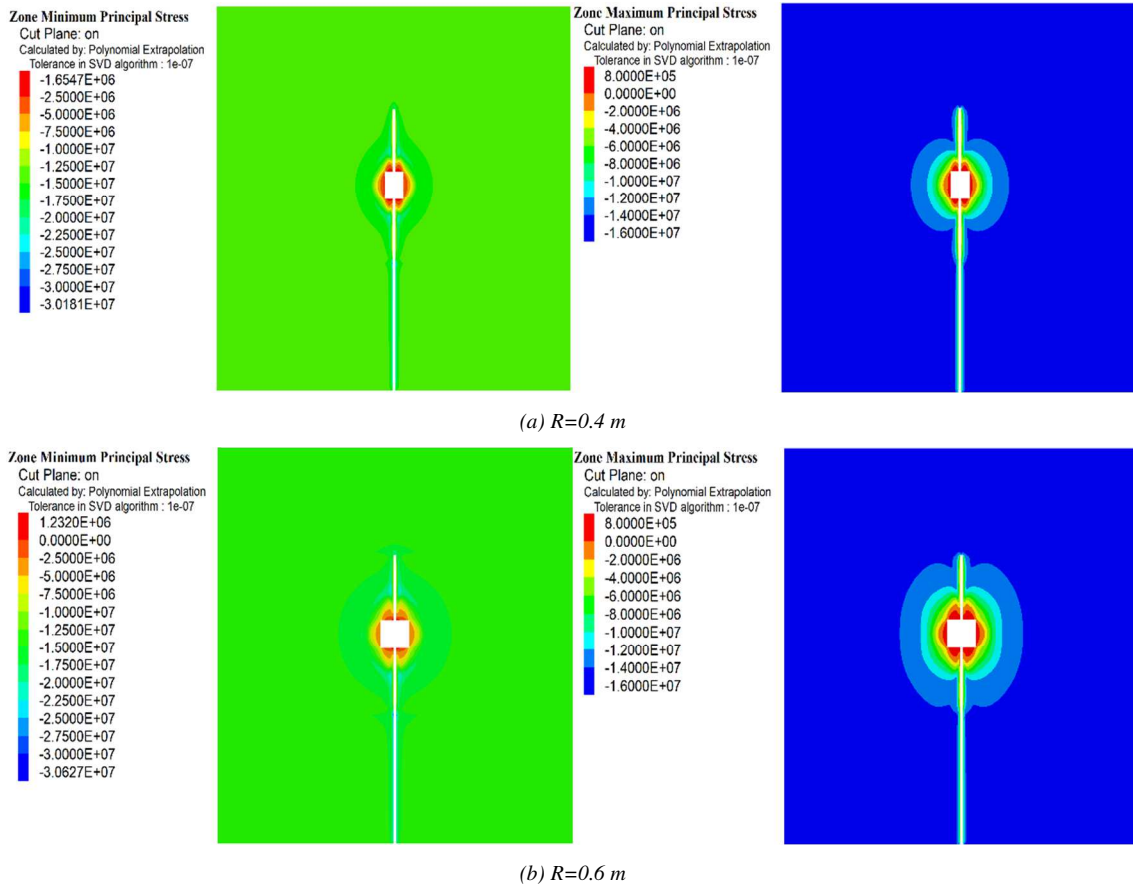 Zone Minimum Principal Stress
Cut Plane: on
Calculated by: Polynomial Extrapolation
Tolerance in SVD algorithm : 1e-07
-1.6547E+06
-2.5000E+06
-5.0000E+06
-7.5000E+06
-1.0000E+07
-1.2500E+07
-1.5000E+07
-1.7500E+07
-2.0000E+07
-2.2500E+07
-2.5000E+07
-2.7500E+07
-3.0000E+07
-3.0181E+07
Zone Maximum Principal Stress
Cut Plane: on
Calculated by: Polynomial Extrapolation
Tolerance in SVD algorithm : 1e-07
8.0000E+05
0.0000E+00
-2.0000E+06
-4.0000E+06
-6.0000E+06
-8.0000E+06
-1.0000E+07
-1.2000E+07
-1.4000E+07
-1.6000E+07
(a) R=0.4 m
Zone Minimum Principal Stress
Cut Plane: on
Calculated by: Polynomial Extrapolation
Tolerance in SVD algorithm : 1e-07
1.2320E+06
0.0000E+00
-2.5000E+06
-5.0000E+06
-7.5000E+06
-1.0000E+07
-1.2500E+07
-1.5000E+07
-1.7500E+07
-2.0000E+07
-2.2500E+07
-2.5000E+07
-2.7500E+07
-3.0000E+07
-3.0627E+07
Zone Maximum Principal Stress
Cut Plane: on
Calculated by: Polynomial Extrapolation
Tolerance in SVD algorithm : 1e-07
8.0000E+05
0.0000E+00
-2.0000E+06
-4.0000E+06
-6.0000E+06
-8.0000E+06
-1.0000E+07
-1.2000E+07
-1.4000E+07
-1.6000E+07
(b) R=0.6 m